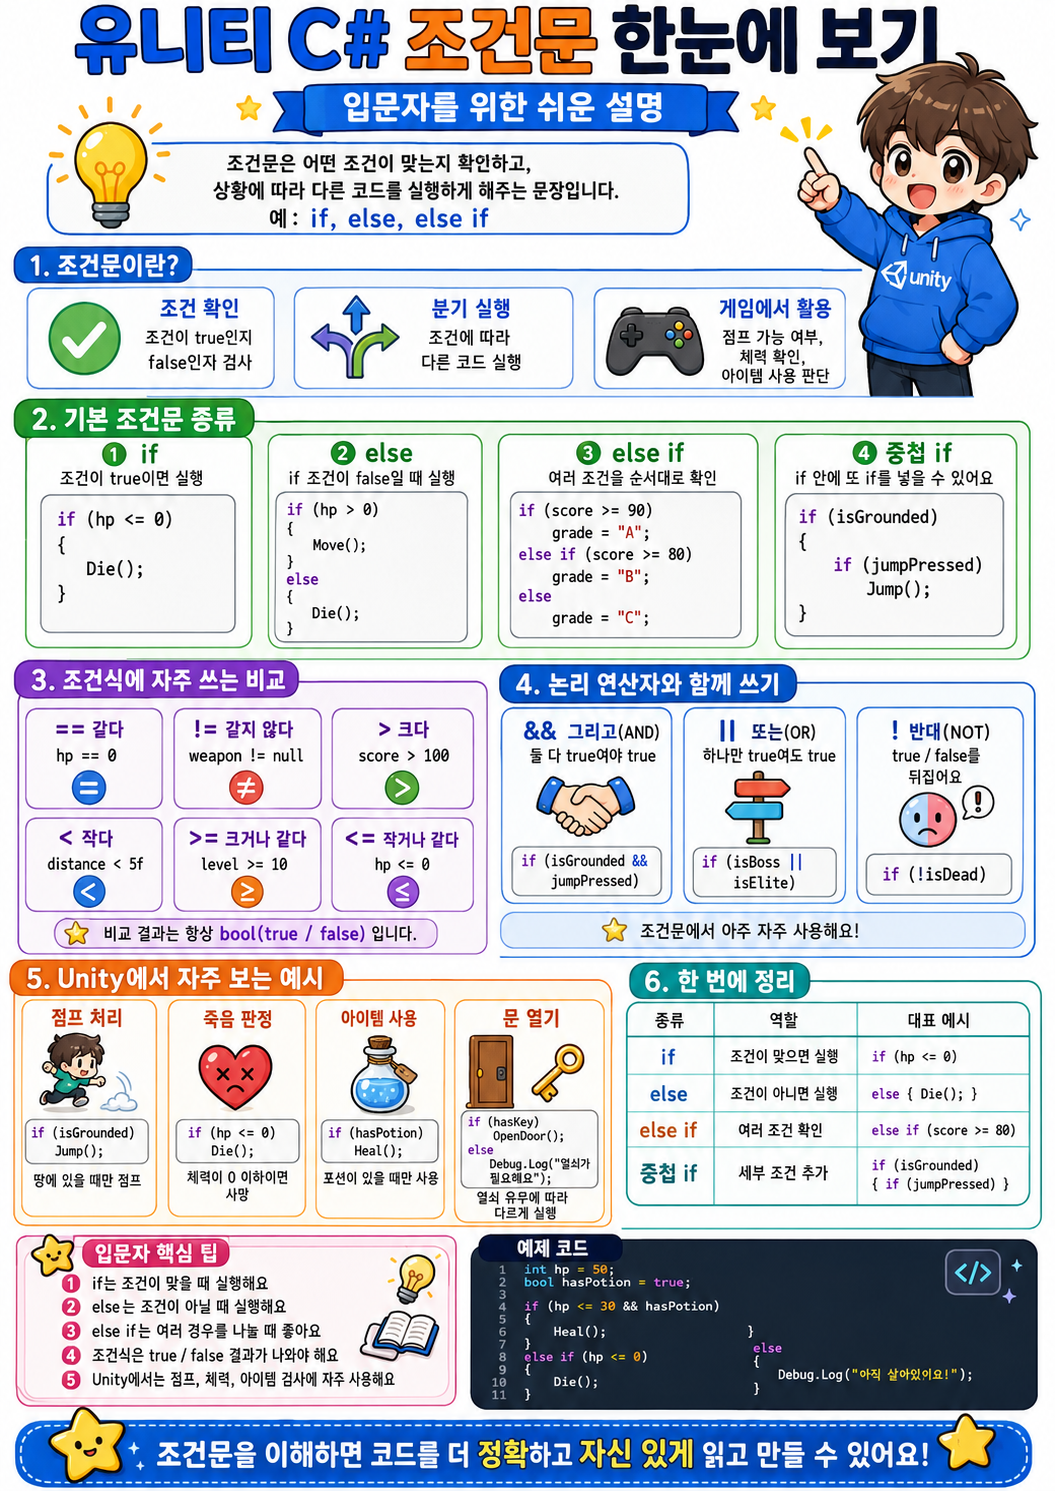 유니티 C# 조건문 한눈에 보기
입문자를 위한 쉬운 설명
조건문은 어떤 조건이 맞는지 확인하고,
상황에 따라 다른 코드를 실행하게 해주는 문장입니다.
예 : if, else, else if
unity
1. 조건문이란?
조건 확인
조건이 true인지
false인자 검사
분기 실행
조건에 따라
다른 코드 실행
게임에서 활용
점프 가능 여부,
체력 확인,
아이템 사용 판단
2. 기본 조건문 종류
1 if
조건이 true이면 실행
if (hp <= 0)
{
Die();
}
2 else
if 조건이 false일 때 실행
if (hp > 0)
{
Move();
}
else
{
Die();
}
3 else if
여러 조건을 순서대로 확인
if (score >= 90)
grade = "A";
else if (score >= 80)
grade = "B";
else
grade = "C";
4 중첩 if
if 안에 또 if를 넣을 수 있어요
if (isGrounded)
{
if (jumpPressed)
Jump();
}
3. 조건식에 자주 쓰는 비교
== 같다
hp == 0
=
!= 같지 않다
weapon != null
≠
> 크다
score > 100
>
< 작다
distance < 5f
<
>= 크거나 같다
level >= 10
≥
<= 작거나 같다
hp <= 0
≤
비교 결과는 항상 bool(true / false) 입니다.
4. 논리 연산자와 함께 쓰기
&& 그리고(AND)
둘 다 true여야 true
if (isGrounded &&
jumpPressed)
|| 또는(OR)
하나만 true여도 true
if (isBoss ||
isElite)
! 반대(NOT)
true / false를
뒤집어요
!
if (!isDead)
조건문에서 아주 자주 사용해요!
5. Unity에서 자주 보는 예시
점프 처리
if (isGrounded)
Jump();
땅에 있을 때만 점프
죽음 판정
if (hp <= 0)
Die();
체력이 0 이하이면
사망
아이템 사용
if (hasPotion)
Heal();
포션이 있을 때만 사용
문 열기
if (hasKey)
OpenDoor();
else
Debug.Log("열쇠가
필요해요");
열쇠 유무에 따라
다르게 실행
6. 한 번에 정리
종류 역할 대표 에시
if 조건이 맞으면 실행 if (hp <= 0)
else 조건이 아니면 실행 else { Die(); }
else if 여러 조건 확인 else if (score >= 80)
중첩 if 세부 조건 추가 if (isGrounded)
{ if (jumpPressed) }
입문자 핵심 팁
1 if는 조건이 맞을 때 실행해요
2 else는 조건이 아닐 때 실행해요
3 else if는 여러 경우를 나눌 때 좋아요
4 조건식은 true / false 결과가 나와야 해요
5 Unity에서는 점프, 체력, 아이템 검사에 자주 사용해요
예제 코드
</>
1 int hp = 50;
2 bool hasPotion = true;
3
4 if (hp <= 30 && hasPotion)
5 {
6 Heal();
7 }
8 else if (hp <= 0)
9 {
10 Die();
11 }
}
else
{
Debug.Log("아직 살아있이요!");
}
조건문을 이해하면 코드를 더 정확하고 자신 있게 읽고 만들 수 있어요!